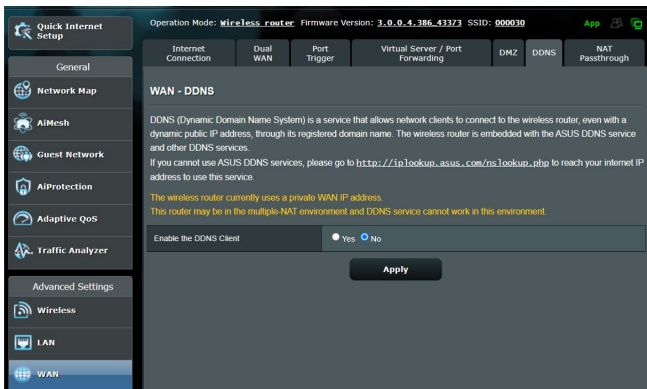 Quick Internet
Setup
Operation Mode: Wireless router Firmware Version: 3.0.0.4.386_43373 SSID: 000030
App
Internet
Connection
Dual
WAN
Port
Trigger
Virtual Server / Port
Forwarding
DMZ
DDNS
NAT
Passthrough
General
Network Map
AiMesh
Guest Network
AiProtection
Adaptive QoS
Traffic Analyzer
Advanced Settings
Wireless
LAN
WAN
WAN - DDNS
DDNS (Dynamic Domain Name System) is a service that allows network clients to connect to the wireless router, even with a
dynamic public IP address, through its registered domain name. The wireless router is embedded with the ASUS DDNS service
and other DDNS services.
If you cannot use ASUS DDNS services, please go to http://iplookup.asus.com/nslookup.php to reach your internet IP
address to use this service.
The wireless router currently uses a private WAN IP address.
This router may be in the multiple-NAT environment and DDNS service cannot work in this environment.
Enable the DDNS Client
Yes No
Apply